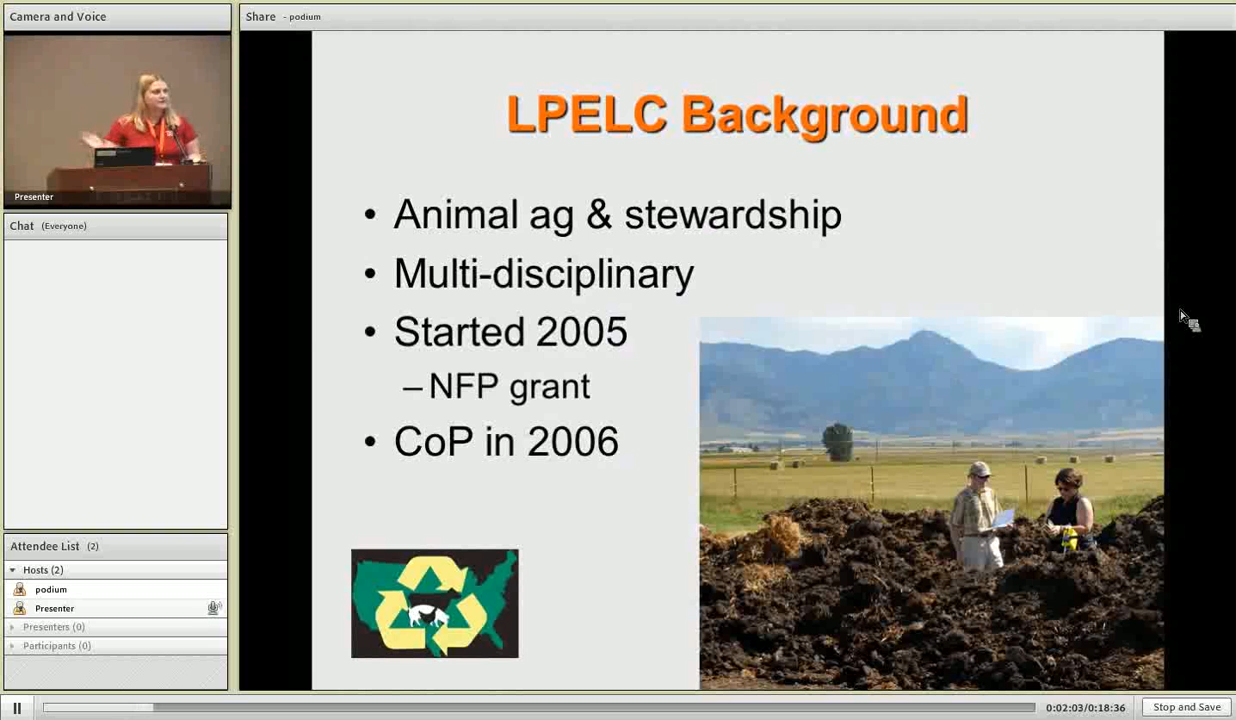 Camera and Voice
Presenter
Chat (Everyone)
Attendee List (2)
Hosts (2)
podium
Presenter
Presenters (0)
Participants (0)
Share - podium
LPELC Background
• Animal ag & stewardship
• Multi-disciplinary
• Started 2005
–NFP grant
• CoP in 2006
0:02:03/0:18:36
Stop and Save